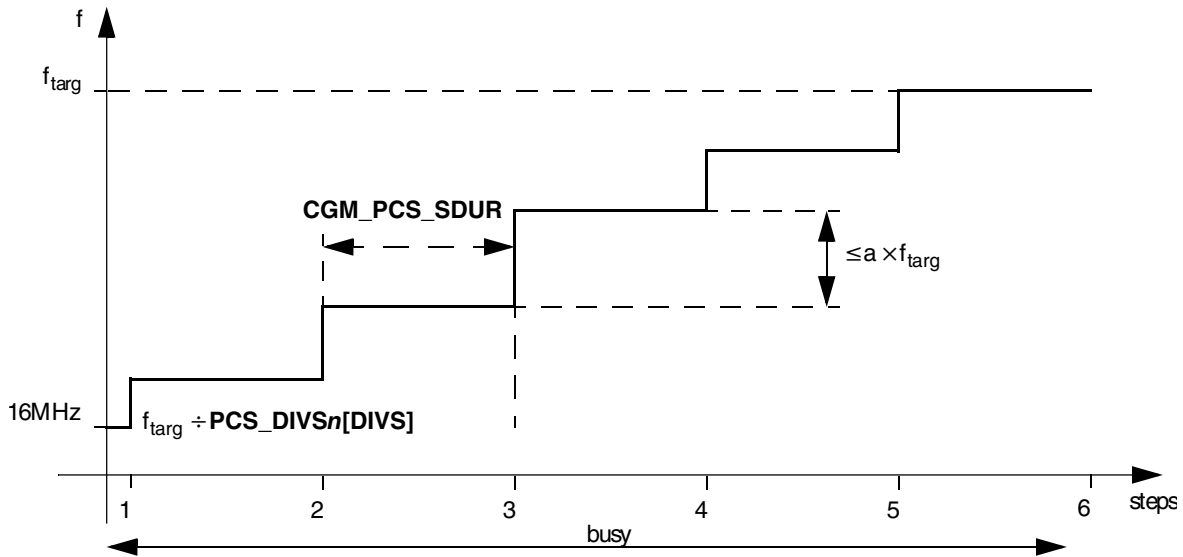 f
f_targ
CGM_PCS_SDUR
≤a × f_targ
16MHz
f_targ ÷ PCS_DIVSn[DIVS]
1 2 3 4 5 6
steps
busy